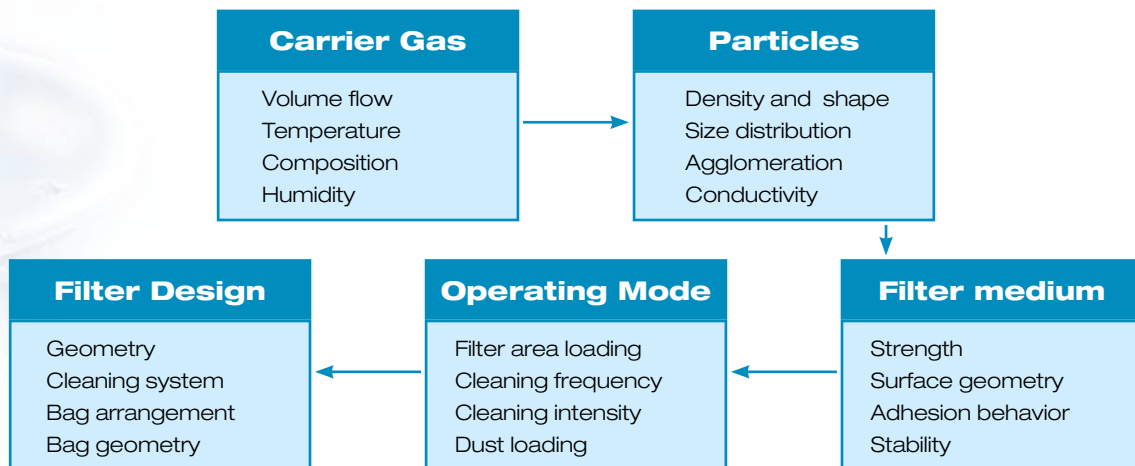 Carrier Gas
Volume flow
Temperature
Composition
Humidity
Particles
Density and shape
Size distribution
Agglomeration
Conductivity
Filter medium
Strength
Surface geometry
Adhesion behavior
Stability
Operating Mode
Filter area loading
Cleaning frequency
Cleaning intensity
Dust loading
Filter Design
Geometry
Cleaning system
Bag arrangement
Bag geometry